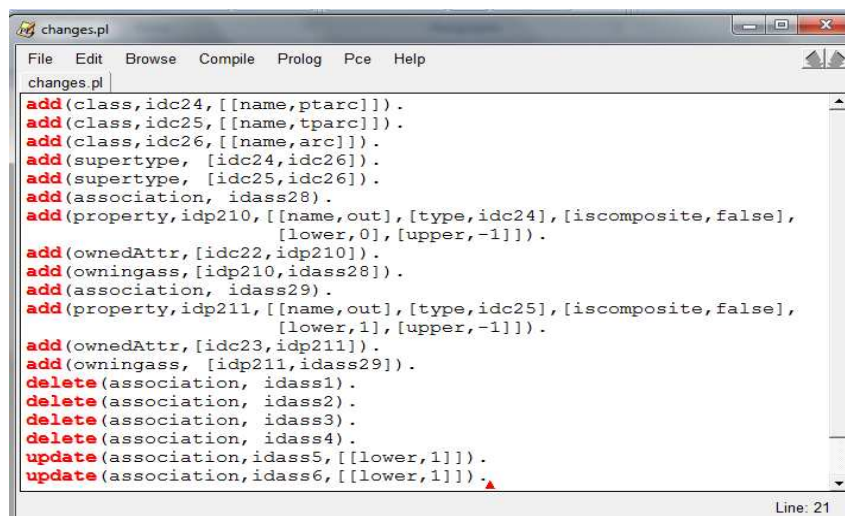 changes.pl
File Edit Browse Compile Prolog Pce Help
changes.pl
add(class,idc24,[[name,ptarc]]).
add(class,idc25,[[name,tparc]]).
add(class,idc26,[[name,arc]]).
add(supertype, [idc24,idc26]).
add(supertype, [idc25,idc26]).
add(association, idass28).
add(property,idp210,[[name,out],[type,idc24],[iscomposite,false],
[lower,0],[upper,-1]]).
add(ownedAttr,[idc22,idp210]).
add(owningass,[idp210,idass28]).
add(association, idass29).
add(property,idp211,[[name,out],[type,idc25],[iscomposite,false],
[lower,1],[upper,-1]]).
add(ownedAttr,[idc23,idp211]).
add(owningass, [idp211,idass29]).
delete(association, idass1).
delete(association, idass2).
delete(association, idass3).
delete(association, idass4).
update(association,idass5,[[lower,1]]).
update(association,idass6,[[lower,1]]).
Line: 21